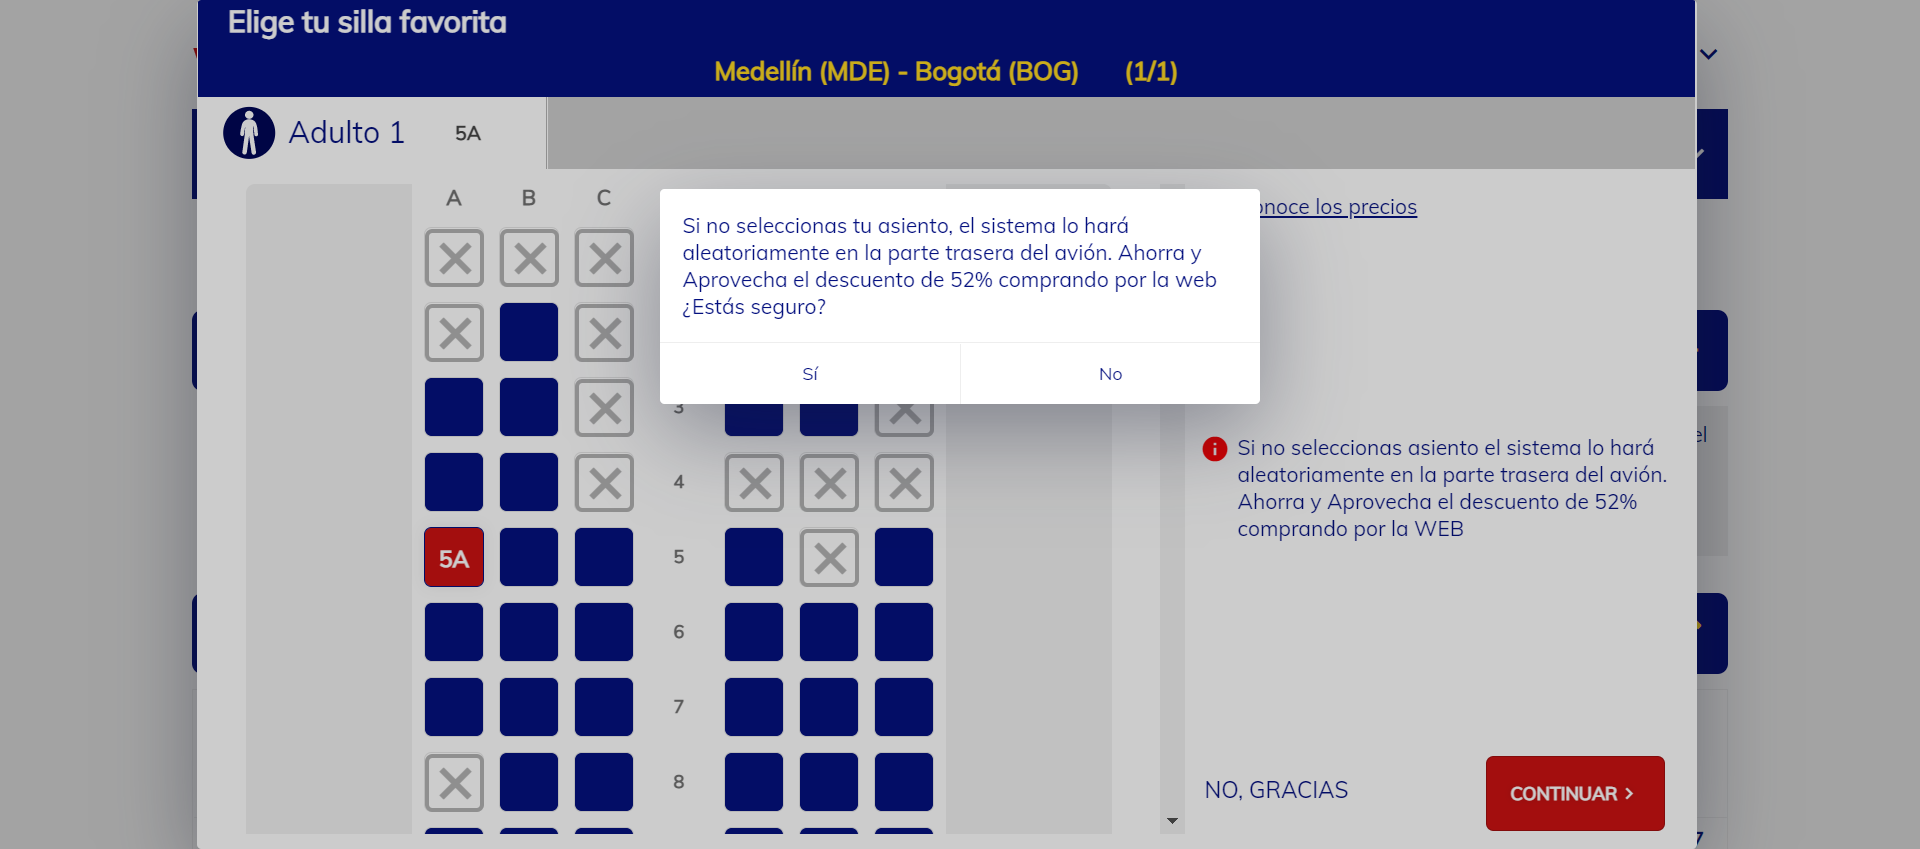 Elige tu silla favorita
Medellín (MDE) - Bogotá (BOG) (1/1)
Adulto 1 5A
A B C
Si no seleccionas tu asiento, el sistema lo hará
aleatoriamente en la parte trasera del avión. Ahorra y
Aprovecha el descuento de 52% comprando por la web
¿Estás seguro?
Sí No
los precios
3
4
5A
5
6
7
8
Si no seleccionas asiento el sistema lo hará
aleatoriamente en la parte trasera del avión.
Ahorra y Aprovecha el descuento de 52%
comprando por la WEB
NO, GRACIAS
CONTINUAR